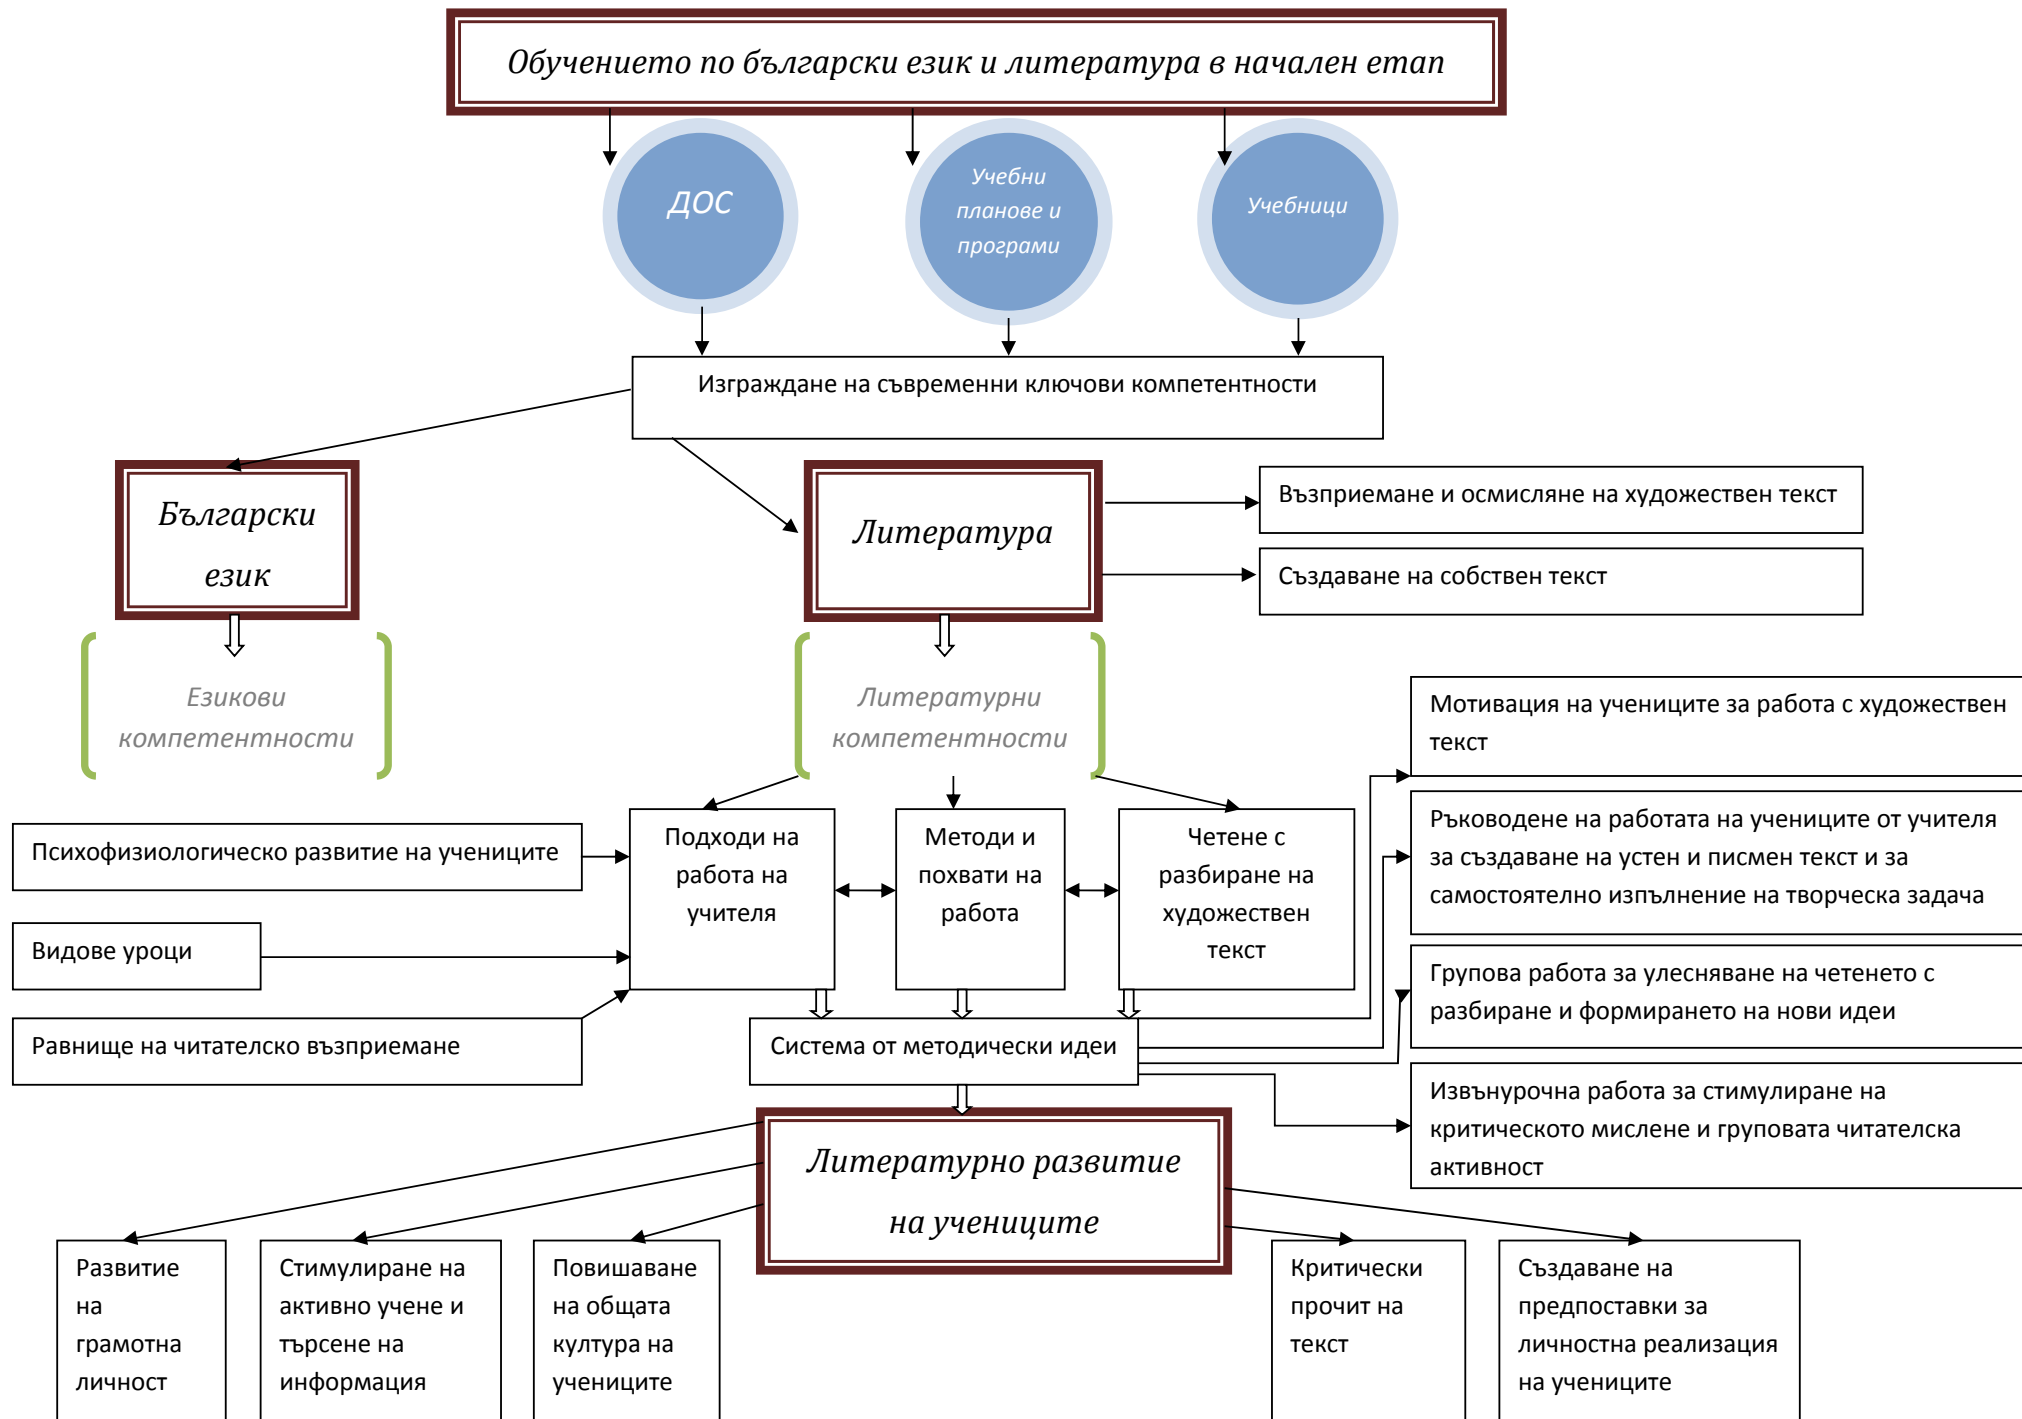 Обучението по български език и литература в начален етап
ДОС
Учебни
планове и
програми
Учебници
Изграждане на съвременни ключови компетентности
Български
език
Литература
Възприемане и осмисляне на художествен текст
Създаване на собствен текст
Езикови
компетентности
Литературни
компетентности
Мотивация на учениците за работа с художествен
текст
Ръководене на работата на учениците от учителя
за създаване на устен и писмен текст и за
самостоятелно изпълнение на творческа задача
Групова работа за улесняване на четенето с
разбиране и формирането на нови идеи
Извънурочна работа за стимулиране на
критическото мислене и груповата читателска
активност
Психофизиологическо развитие на учениците
Видове уроци
Равнище на читателско възприемане
Подходи на
работа на
учителя
Методи и
похвати на
работа
Четене с
разбиране на
художествен
текст
Система от методически идеи
Литературно развитие
на учениците
Развитие
на
грамотна
личност
Стимулиране на
активно учене и
търсене на
информация
Повишаване
на общата
култура на
учениците
Критически
прочит на
текст
Създаване на
предпоставки за
личностна реализация
на учениците